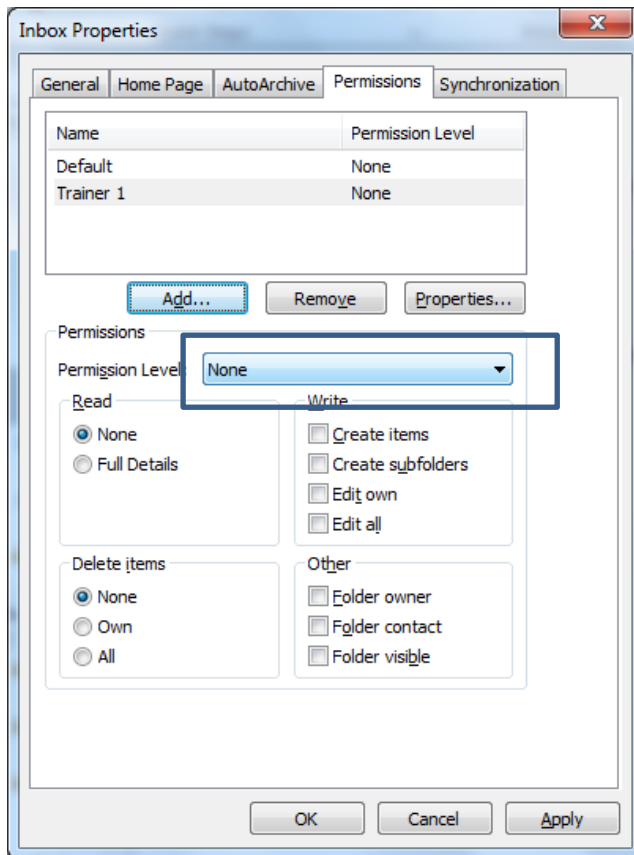 Inbox Properties
General Home Page AutoArchive Permissions Synchronization
Name Permission Level
Default None
Trainer 1 None
Add... Remove Properties...
Permissions
Permission Level: None
Read Write
None Create items
Full Details Create subfolders
Edit own
Edit all
Delete items Other
None Folder owner
Own Folder contact
All Folder visible
OK Cancel Apply